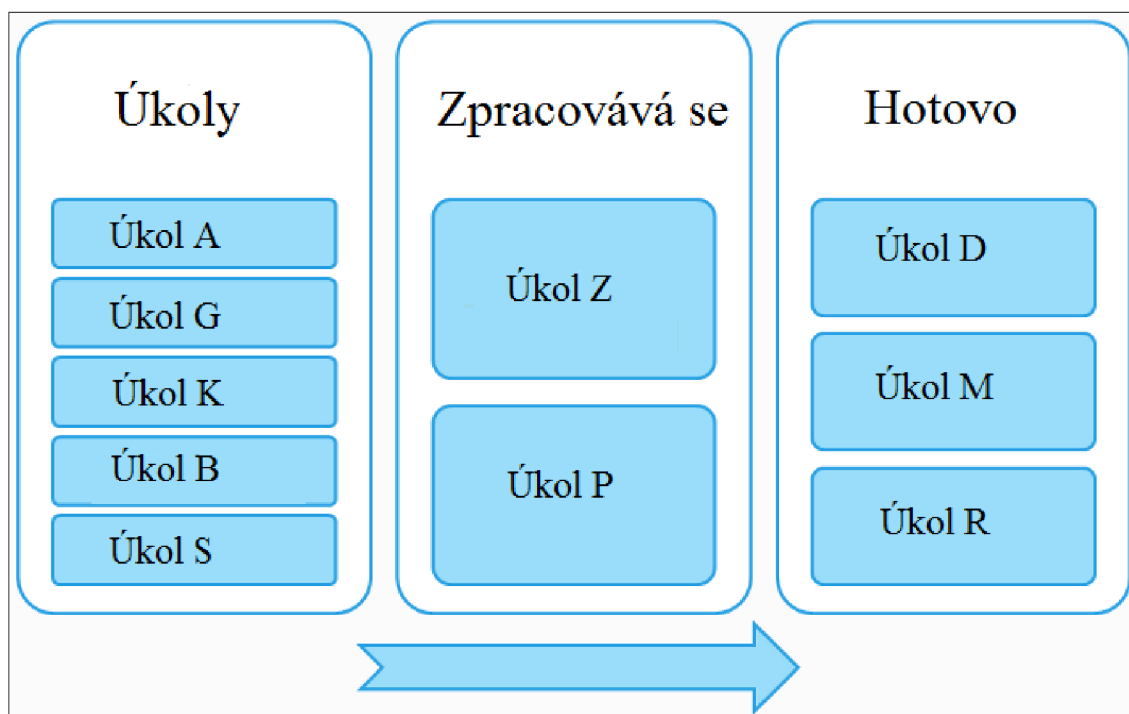 Úkoly
Úkol A
Úkol G
Úkol K
Úkol B
Úkol S
Zpracovává se
Úkol Z
Úkol P
Hotovo
Úkol D
Úkol M
Úkol R